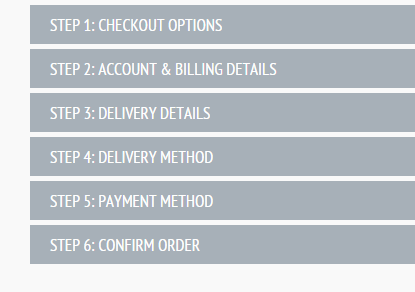 STEP 1: CHECKOUT OPTIONS
STEP 2: ACCOUNT & BILLING DETAILS
STEP 3: DELIVERY DETAILS
STEP 4: DELIVERY METHOD
STEP 5: PAYMENT METHOD
STEP 6: CONFIRM ORDER